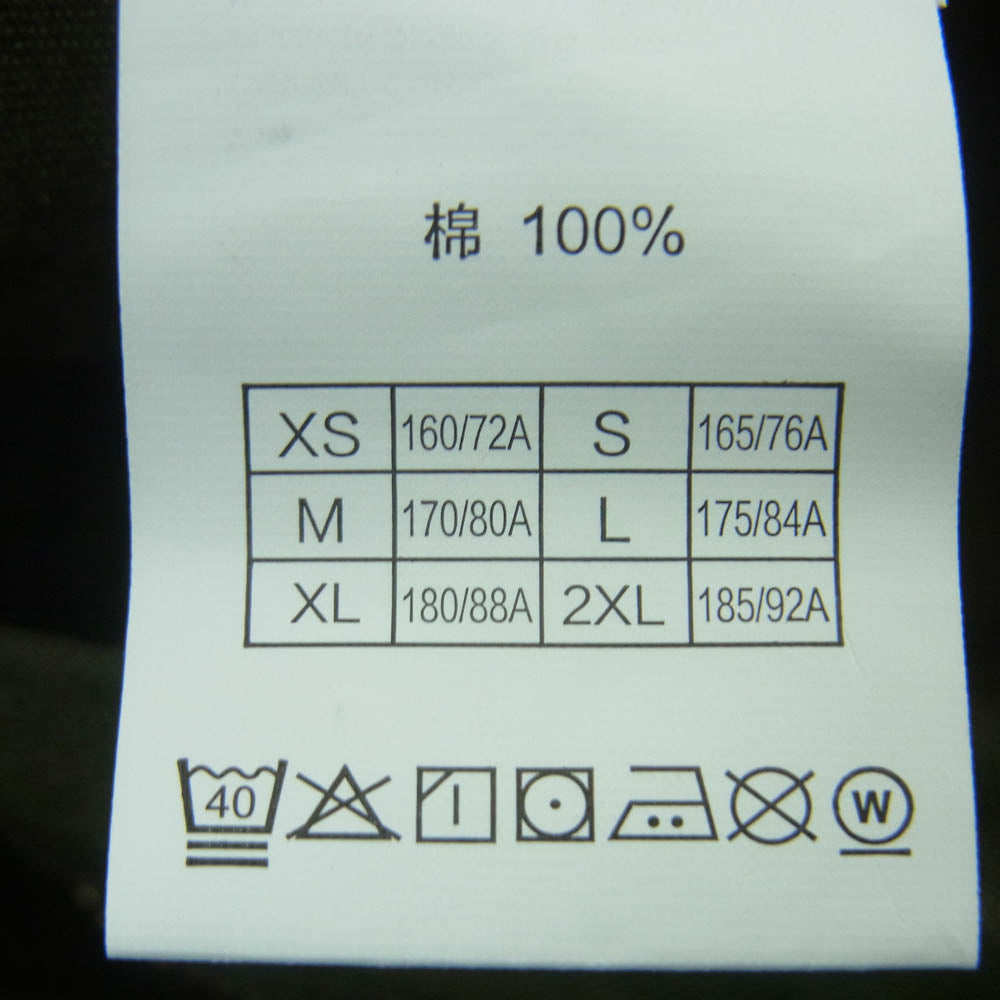 棉 100%
XS 160/72A S 165/76A
M 170/80A L 175/84A
XL 180/88A 2XL 185/92A
40 W